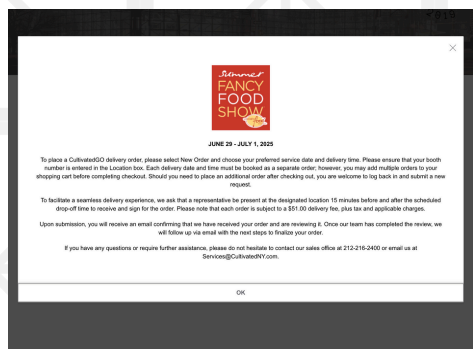 Summer
FANCY
FOOD
SHOW
JUNE 29 - JULY 1, 2025
To place a CultivatedGO delivery order, please select New Order and choose your preferred service date and delivery time. Please ensure that your booth
number is entered in the Location box. Each delivery date and time must be booked as a separate order; however, you may add multiple orders to your
shopping cart before completing checkout. Should you need to place an additional order after checking out, you are welcome to log back in and submit a new
request.
To facilitate a seamless delivery experience, we ask that a representative be present at the designated location 15 minutes before and after the scheduled
drop-off time to receive and sign for the order. Please note that each order is subject to a $51.00 delivery fee, plus tax and applicable charges.
Upon submission, you will receive an email confirming that we have received your order and are reviewing it. Once our team has completed the review, we
will follow up via email with the next steps to finalize your order.
If you have any questions or require further assistance, please do not hesitate to contact our sales office at 212-216-2400 or email us at
Services@CultivatedNY.com.
OK